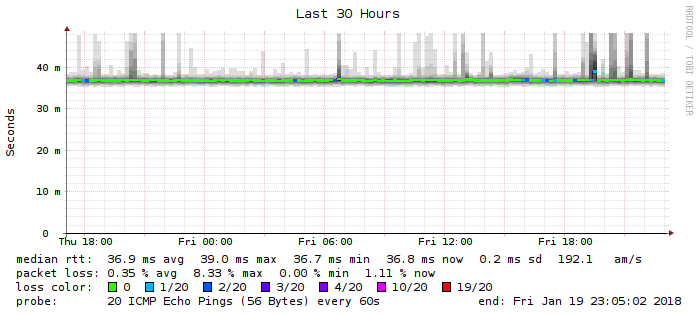 Last 30 Hours
RRDTOOL / TOBI OETIKER
Seconds
40 m
30 m
20 m
10 m
0
Thu 18:00 Fri 00:00 Fri 06:00 Fri 12:00 Fri 18:00
median rtt: 36.9 ms avg 39.0 ms max 36.7 ms min 36.8 ms now 0.2 ms sd 192.1 am/s
packet loss: 0.35 % avg 8.33 % max 0.00 % min 1.11 % now
loss color: 0 1/20 2/20 3/20 4/20 10/20 19/20
probe: 20 ICMP Echo Pings (56 Bytes) every 60s end: Fri Jan 19 23:05:02 2018